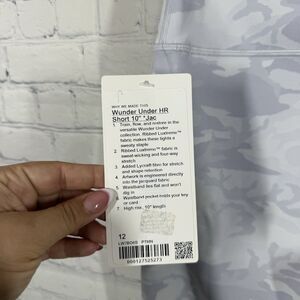 WHY WE MADE THIS
Wunder Under HR
Short 10" *Jac
1 Train, flow, and restore in the
versatile Wunder Under
collection. Ribbed Luxtreme™
fabric makes these tights a
sweaty staple
2 Ribbed Luxtreme™ fabric is
sweat-wicking and four-way
stretch
3 Added Lycra® fibre for stretch
and shape retention
4 Artwork is engineered directly
into the jacquard fabric
5 Waistband lies flat and won't
dig in
6 Waistband pocket holds your key
or card
7 High rise, 10" length
12